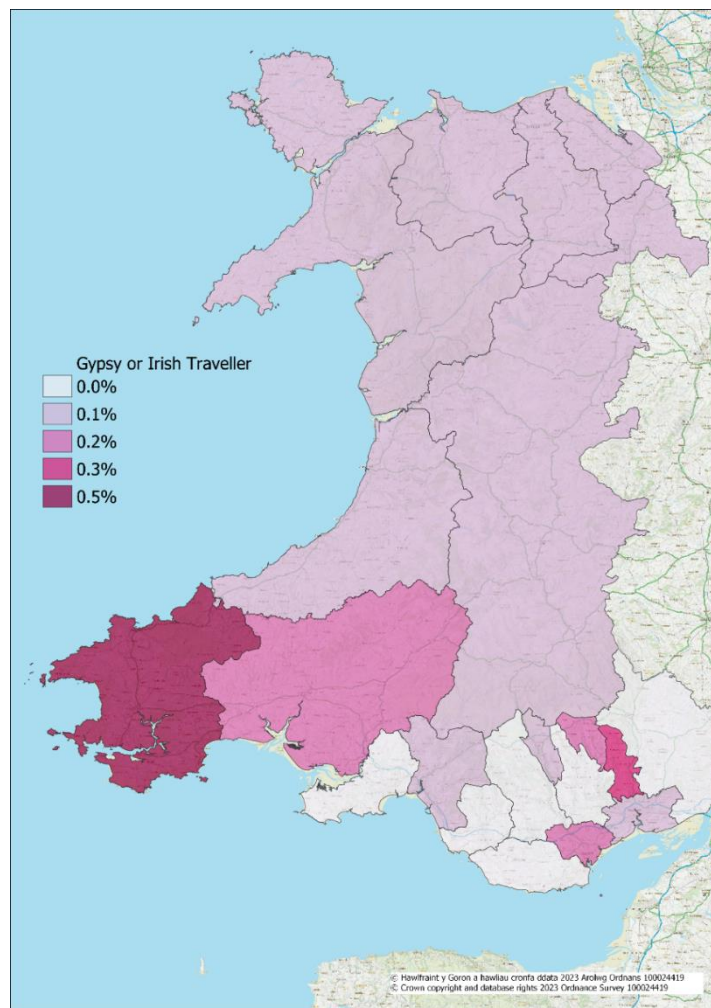 Gypsy or Irish Traveller
0.0%
0.1%
0.2%
0.3%
0.5%
© Hawlfraint y Goron a hawliau cronfa ddata 2023 Arolwg Ordnans 100024419
© Crown copyright and database rights 2023 Ordnance Survey 100024419